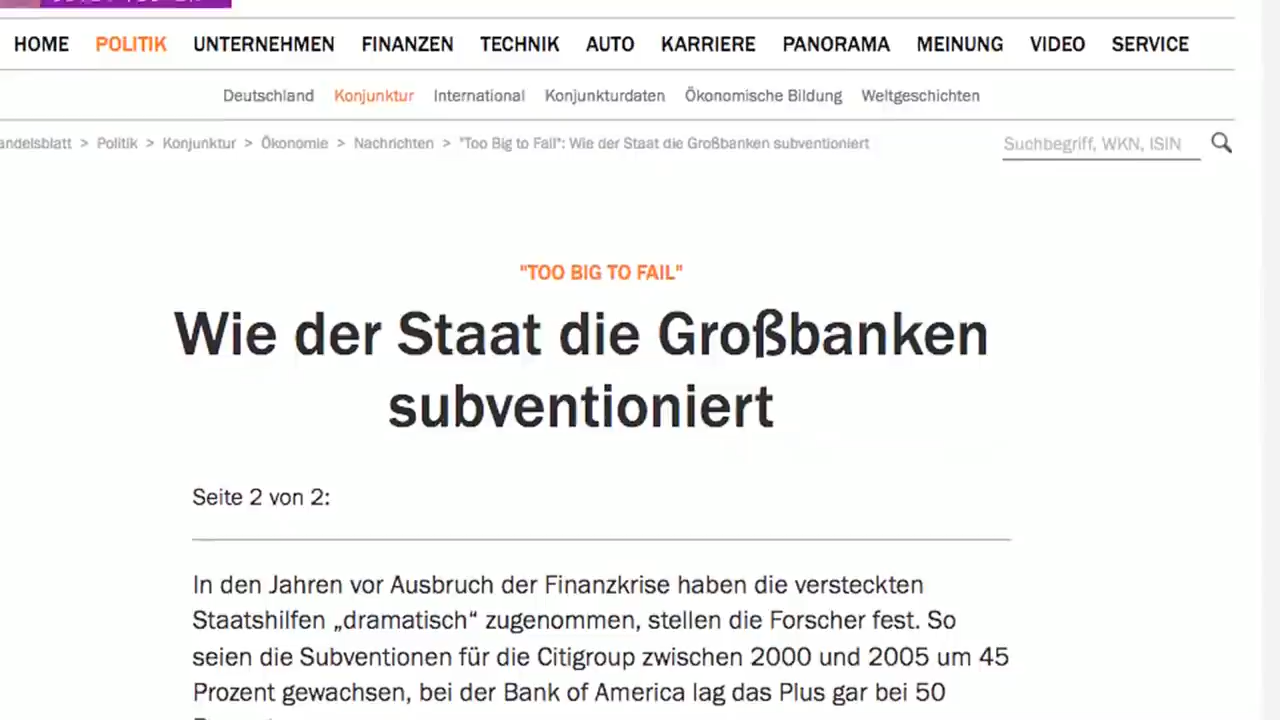 HOME POLITIK UNTERNEHMEN FINANZEN TECHNIK AUTO KARRIERE PANORAMA MEINUNG VIDEO SERVICE
Deutschland Konjunktur International Konjunkturdaten Ökonomische Bildung Weltgeschichten
andelsblatt > Politik > Konjunktur > Ökonomie > Nachrichten > "Too Big to Fail": Wie der Staat die Großbanken subventioniert
Suchbegriff, WKN, ISIN
"TOO BIG TO FAIL"
Wie der Staat die Großbanken
subventioniert
Seite 2 von 2:
In den Jahren vor Ausbruch der Finanzkrise haben die versteckten
Staatshilfen „dramatisch“ zugenommen, stellen die Forscher fest. So
seien die Subventionen für die Citigroup zwischen 2000 und 2005 um 45
Prozent gewachsen, bei der Bank of America lag das Plus gar bei 50